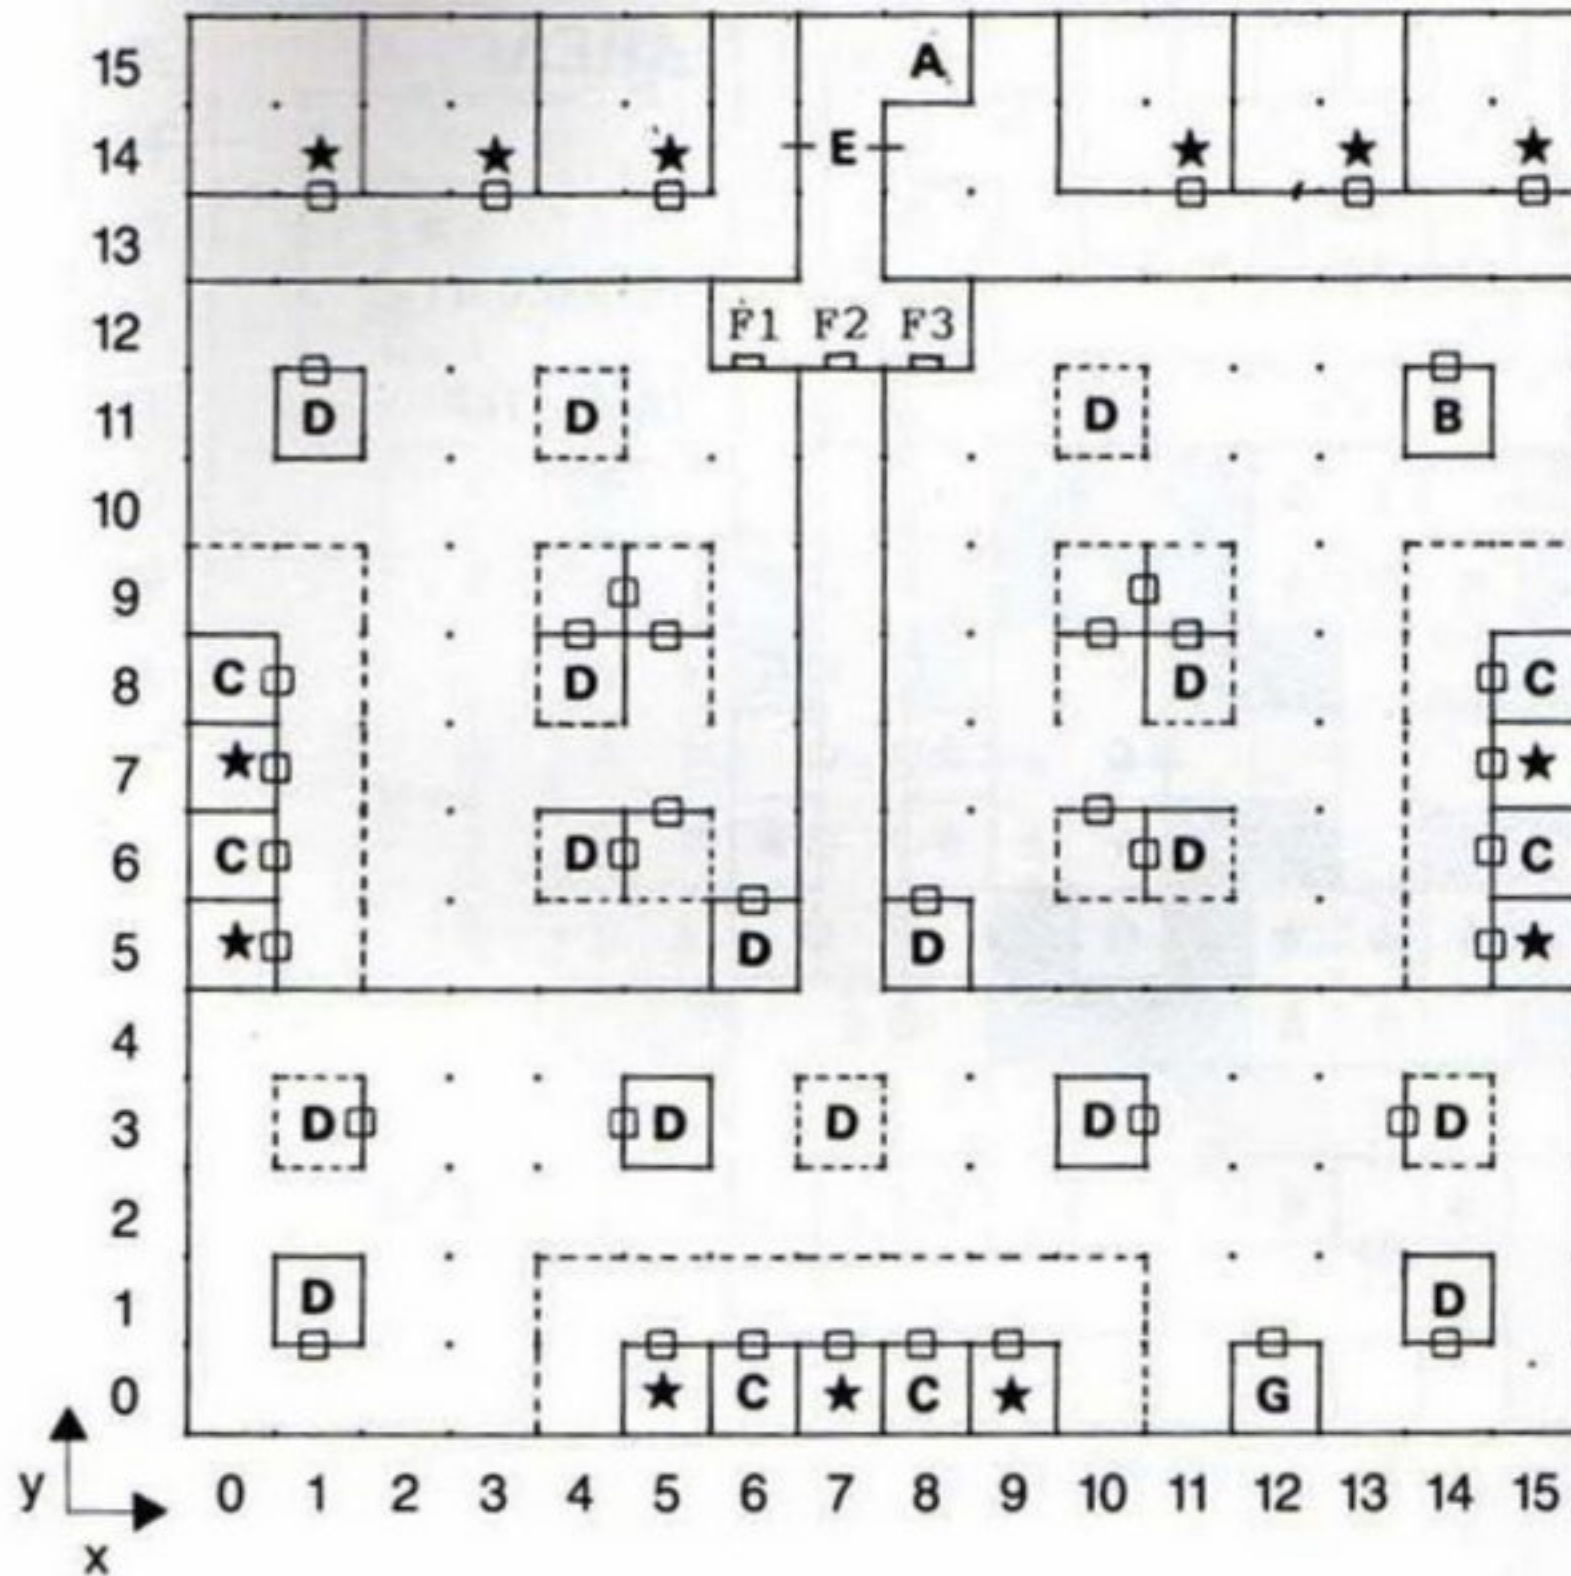 15 A
14 ★ ★ ★ E ★ ★ ★
13
12 F1 F2 F3
11 D D D B
10
9
8 C D D C
7 ★ ★
6 C D D C
5 ★ D D ★
4
3 D D D D D
2
1 D D
0 ★ C ★ C ★ G
0 1 2 3 4 5 6 7 8 9 10 11 12 13 14 15
y
x